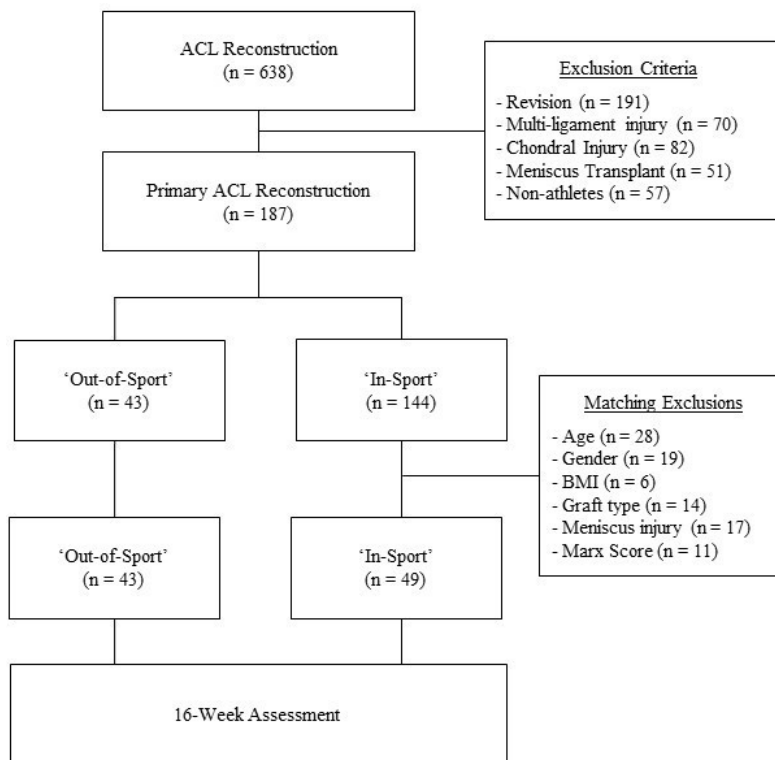 ACL Reconstruction
(n = 638)
Exclusion Criteria
- Revision (n = 191)
- Multi-ligament injury (n = 70)
- Chondral Injury (n = 82)
- Meniscus Transplant (n = 51)
- Non-athletes (n = 57)
Primary ACL Reconstruction
(n = 187)
‘Out-of-Sport’
(n = 43)
‘In-Sport’
(n = 144)
Matching Exclusions
- Age (n = 28)
- Gender (n = 19)
- BMI (n = 6)
- Graft type (n = 14)
- Meniscus injury (n = 17)
- Marx Score (n = 11)
‘Out-of-Sport’
(n = 43)
‘In-Sport’
(n = 49)
16-Week Assessment